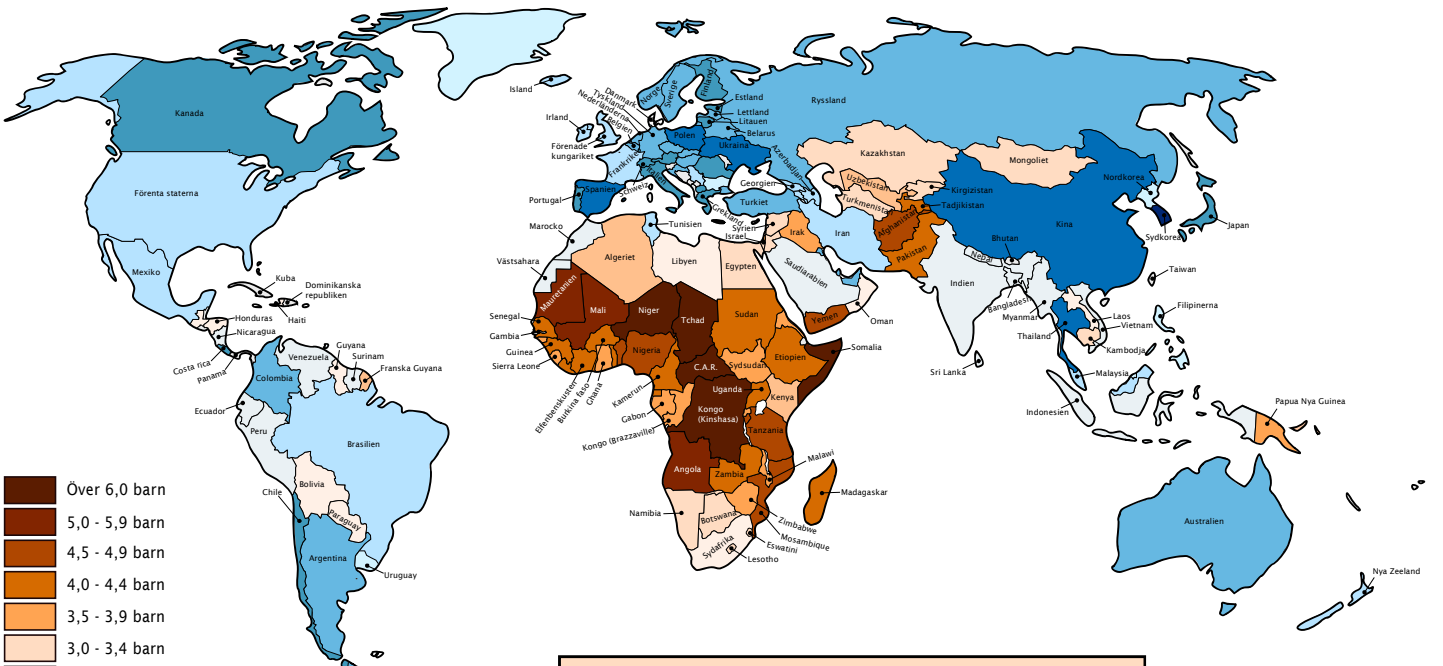 Kanada
Förenta staterna
Mexiko
Kuba
Dominikanska
republiken
Haiti
Honduras
Nicaragua
Costa rica
Panama
Venezuela
Guyana
Surinam
Franska Guyana
Colombia
Ecuador
Peru
Brasilien
Bolivia
Paraguay
Chile
Argentina
Uruguay
Island
Irland
Förenade
kungariket
Norge
Sverige
Finland
Danmark
Tyskland
Nederländerna
Belgien
Frankrike
Schweiz
Italien
Spanien
Portugal
Grekland
Polen
Ukraina
Estland
Lettland
Litauen
Belarus
Ryssland
Azerbadjan
Georgien
Turkiet
Syrien
Israel
Irak
Iran
Saudiarabien
Yemen
Oman
Kazakhstan
Uzbekistan
Turkmenistan
Kirgizistan
Tadjikistan
Afghanistan
Pakistan
Mongoliet
Kina
Nordkorea
Sydkorea
Japan
Taiwan
Indien
Nepal
Bhutan
Bangladesh
Myanmar
Sri Lanka
Thailand
Laos
Vietnam
Kambodja
Malaysia
Filipinerna
Indonesien
Papua Nya Guinea
Australien
Nya Zeeland
Marocko
Västsahara
Algeriet
Tunisien
Libyen
Egypten
Mauretanien
Mali
Niger
Tchad
Sudan
Senegal
Gambia
Guinea
Sierra Leone
Elfenbenskusten
Burkina faso
Ghana
Nigeria
Kamerun
Gabon
Kongo (Brazzaville)
C.A.R.
Sydsudan
Etiopien
Somalia
Uganda
Kenya
Kongo
(Kinshasa)
Tanzania
Angola
Zambia
Malawi
Madagaskar
Namibia
Botswana
Zimbabwe
Mosambique
Eswatini
Lesotho
Sydafrika
Över 6,0 barn
5,0 - 5,9 barn
4,5 - 4,9 barn
4,0 - 4,4 barn
3,5 - 3,9 barn
3,0 - 3,4 barn